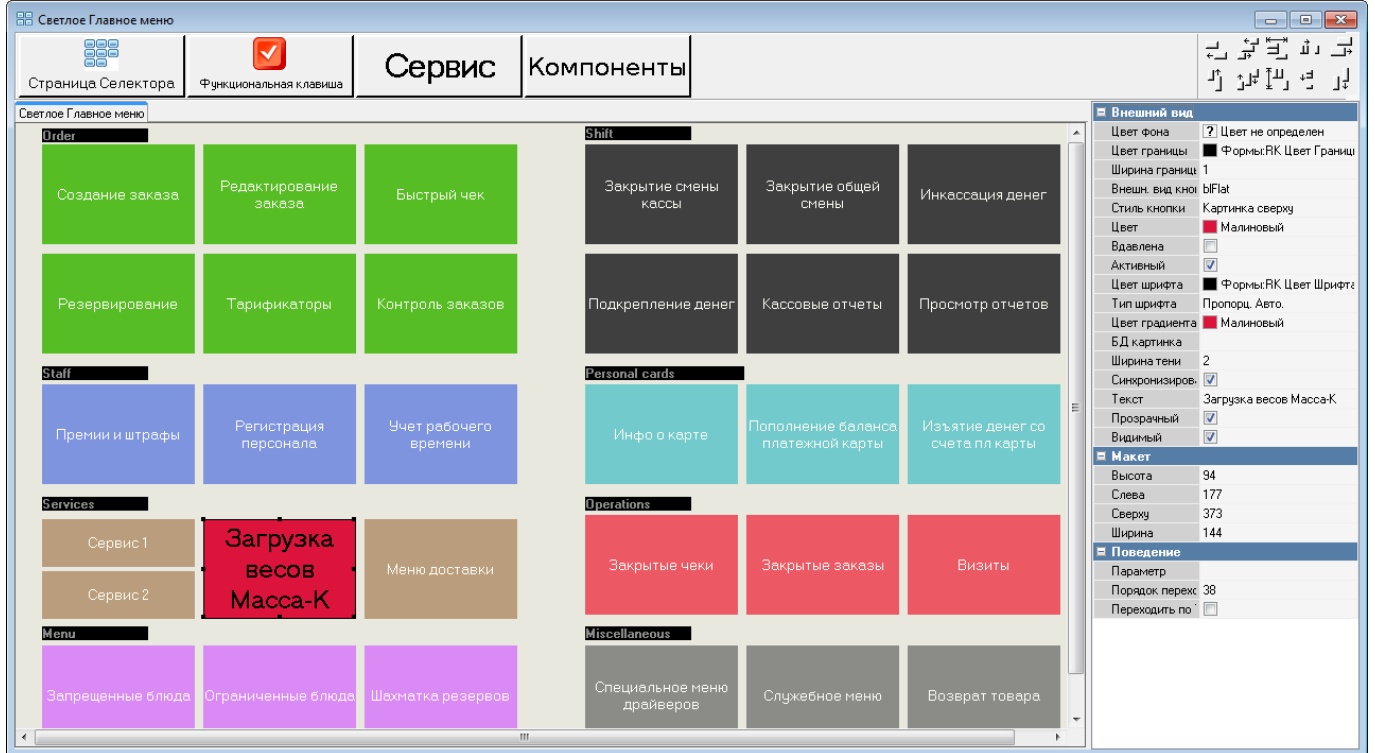 Светлое Главное меню
Страница Селектора
Функциональная клавиша
Сервис
Компоненты
Светлое Главное меню
Order
Создание заказа
Редактирование
заказа
Быстрый чек
Резервирование
Тарификаторы
Контроль заказов
Shift
Закрытие смены
кассы
Закрытие общей
смены
Инкассация денег
Подкрепление денег
Кассовые отчеты
Просмотр отчетов
Staff
Премии и штрафы
Регистрация
персонала
Учет рабочего
времени
Personal cards
Инфо о карте
Пополнение баланса
платежной карты
Изъятие денег со
счета пл карты
Services
Сервис 1
Сервис 2
Загрузка
весов
Масса-К
Меню доставки
Operations
Закрытые чеки
Закрытые заказы
Визиты
Menu
Запрещенные блюда
Ограниченные блюда
Шахматка резервов
Miscellaneous
Специальное меню
драйверов
Служебное меню
Возврат товара
Внешний вид
Цвет фона ? Цвет не определен
Цвет границы Формы:RK Цвет Границ
Ширина границ 1
Внешн. вид кно blFlat
Стиль кнопки Картинка сверху
Цвет Малиновый
Вдавлена
Активный
Цвет шрифта Формы:RK Цвет Шрифта
Тип шрифта Пропорц. Авто.
Цвет градиента Малиновый
БД картинка
Ширина тени 2
Синхронизиров
Текст Загрузка весов Масса-К
Прозрачный
Видимый
Макет
Высота 94
Слева 177
Сверху 373
Ширина 144
Поведение
Параметр
Порядок перехо 38
Переходить по